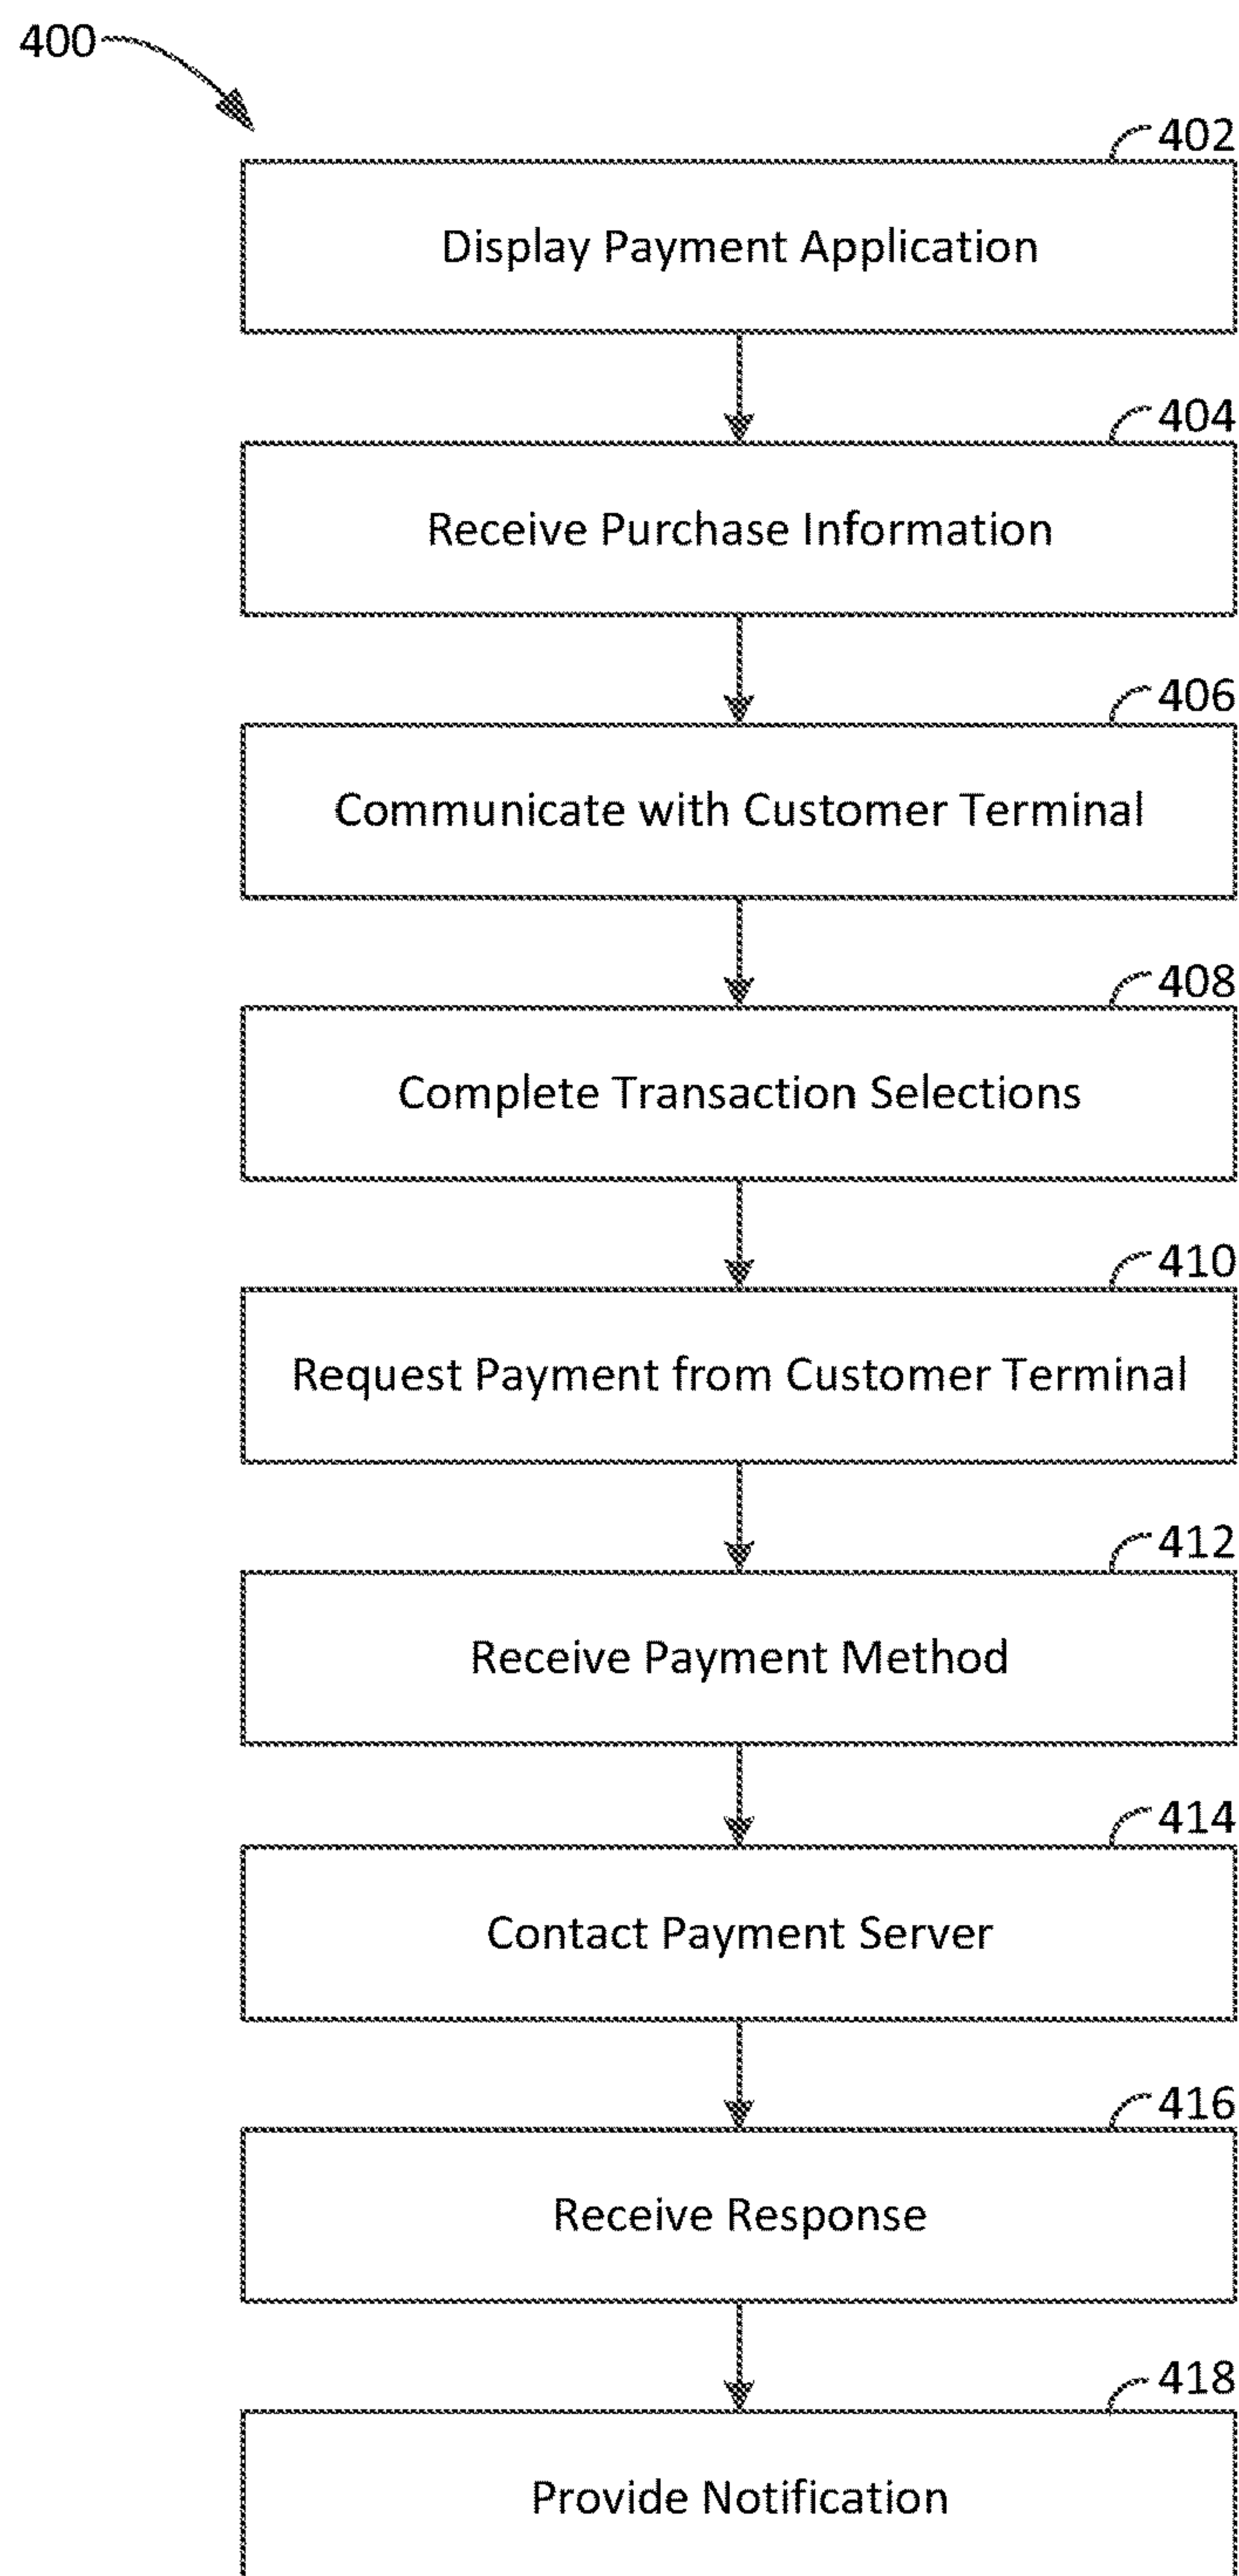 400
402
Display Payment Application
404
Receive Purchase Information
406
Communicate with Customer Terminal
408
Complete Transaction Selections
410
Request Payment from Customer Terminal
412
Receive Payment Method
414
Contact Payment Server
416
Receive Response
418
Provide Notification